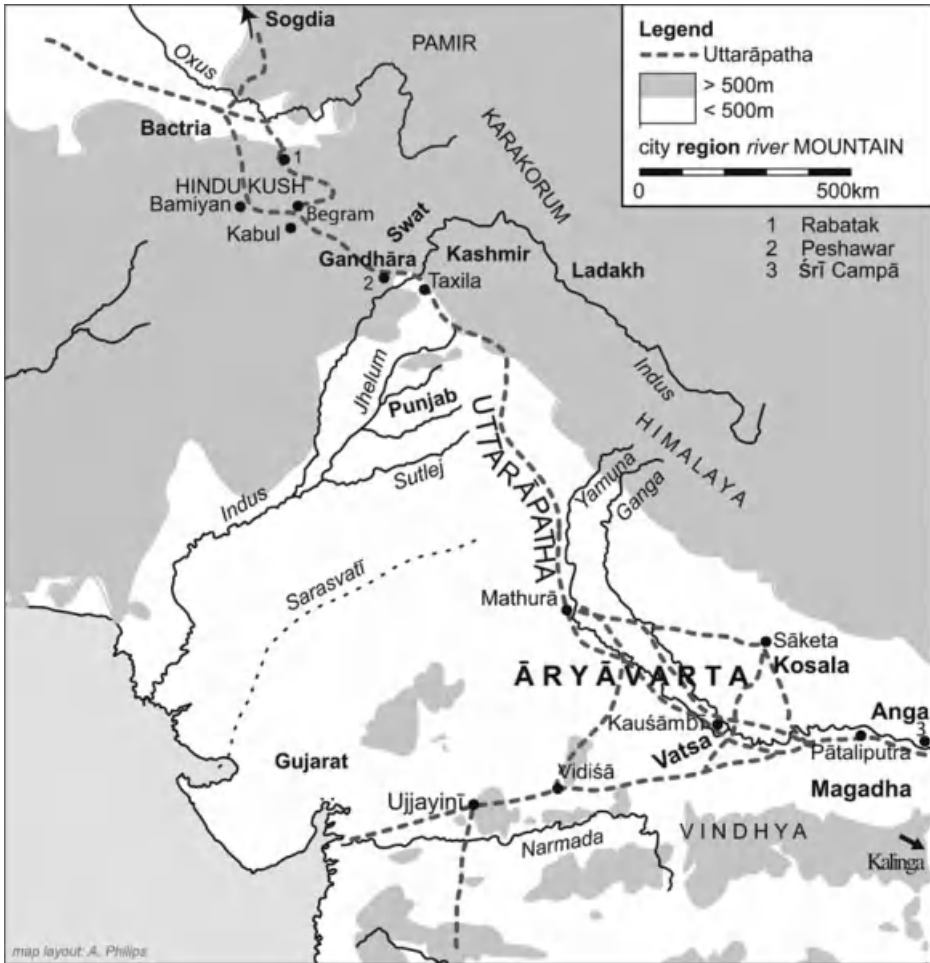 Sogdia
Oxus
PAMIR
Bactria
1
HINDU KUSH
Bamiyan
Begram
Kabul
KARAKORUM
Swat
Gandhāra
Kashmir
2
Taxila
Ladakh
Indus
Jhelum
Punjab
UTTARĀPATHA
HIMALAYA
Yamuna
Ganga
Sutlej
Indus
Sarasvatī
Mathurā
Sāketa
ĀRYĀVARTA
Kosala
Kauśāmbī
Anga
3
Vatsa
Pātaliputra
Gujarat
Vidiśā
Magadha
Ujjayinī
VINDHYA
Narmada
Kalinga
Legend
Uttarāpatha
> 500m
< 500m
city region river MOUNTAIN
0 500km
1 Rabatak
2 Peshawar
3 Śrī Campā
map layout: A. Philips